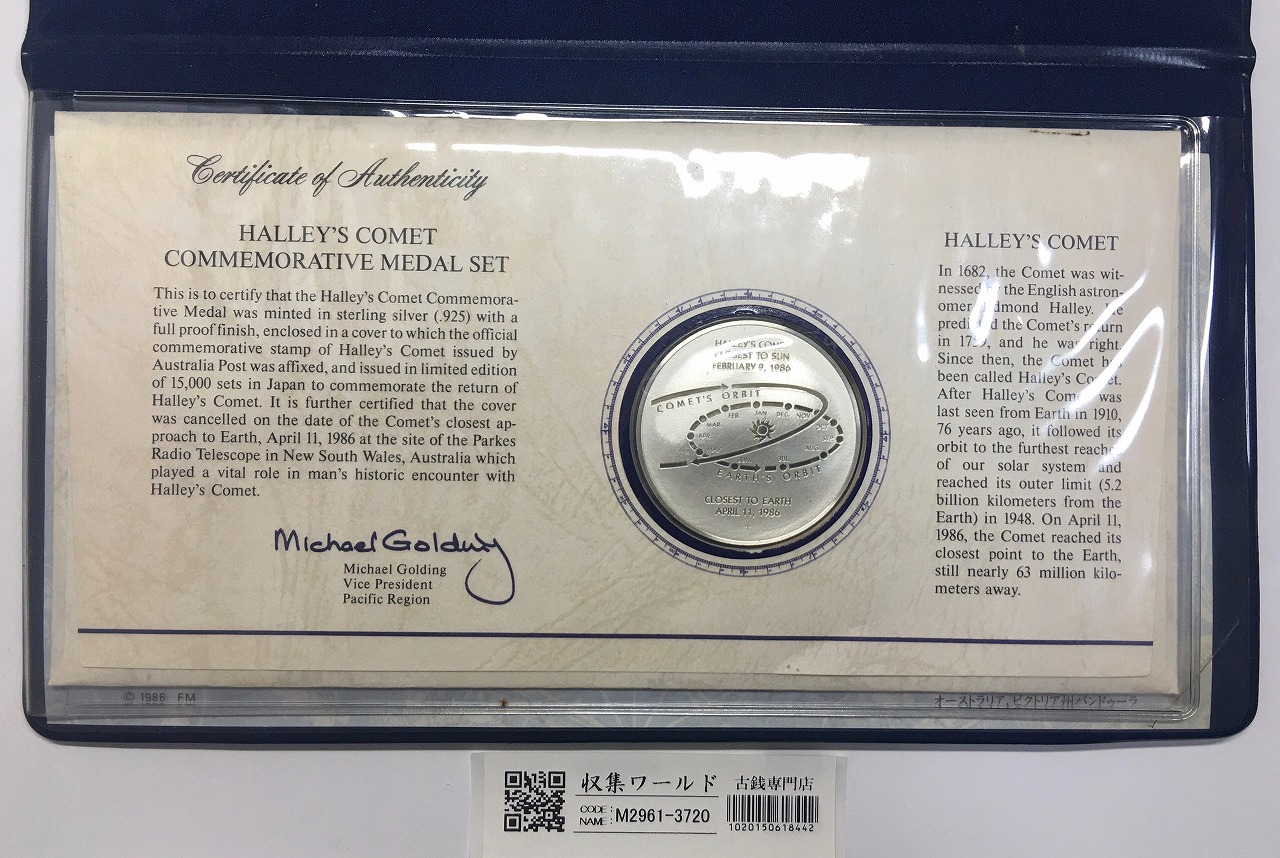 Certificate of Authenticity
HALLEY'S COMET
COMMEMORATIVE MEDAL SET
This is to certify that the Halley's Comet Commemora-
tive Medal was minted in sterling silver (.925) with a
full proof finish, enclosed in a cover to which the official
commemorative stamp of Halley's Comet issued by
Australia Post was affixed, and issued in limited edition
of 15,000 sets in Japan to commemorate the return of
Halley's Comet. It is further certified that the cover
was cancelled on the date of the Comet's closest ap-
proach to Earth, April 11, 1986 at the site of the Parkes
Radio Telescope in New South Wales, Australia which
played a vital role in man's historic encounter with
Halley's Comet.
Michael Golding
Michael Golding
Vice President
Pacific Region
HALLEY'S COMET
CLOSEST TO SUN
FEBRUARY 9, 1986
COMET'S ORBIT
JAN
DEC
NOV
FEB
MAR
APR
AUG
JUL
EARTH'S ORBIT
CLOSEST TO EARTH
APRIL 11, 1986
HALLEY'S COMET
In 1682, the Comet was wit-
nessed by the English astron-
omer Edmond Halley. He
predicted the Comet's return
in 1759, and he was right.
Since then, the Comet has
been called Halley's Comet.
After Halley's Comet was
last seen from Earth in 1910,
76 years ago, it followed its
orbit to the furthest reaches
of our solar system and
reached its outer limit (5.2
billion kilometers from the
Earth) in 1948. On April 11,
1986, the Comet reached its
closest point to the Earth,
still nearly 63 million kilo-
meters away.
© 1986 FM
オーストラリア,ビクトリア州バンドゥーラ
収集ワールド 古銭専門店
CODE:
NAME: M2961-3720
1020150618442